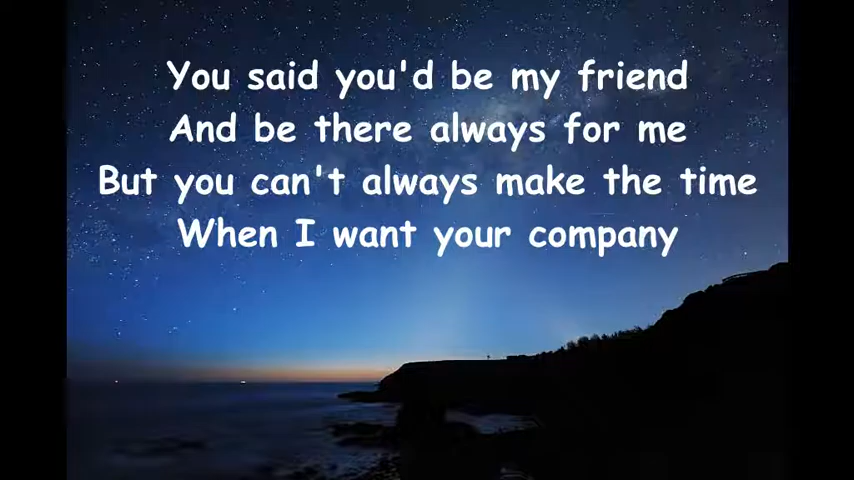 You said you'd be my friend
And be there always for me
But you can't always make the time
When I want your company